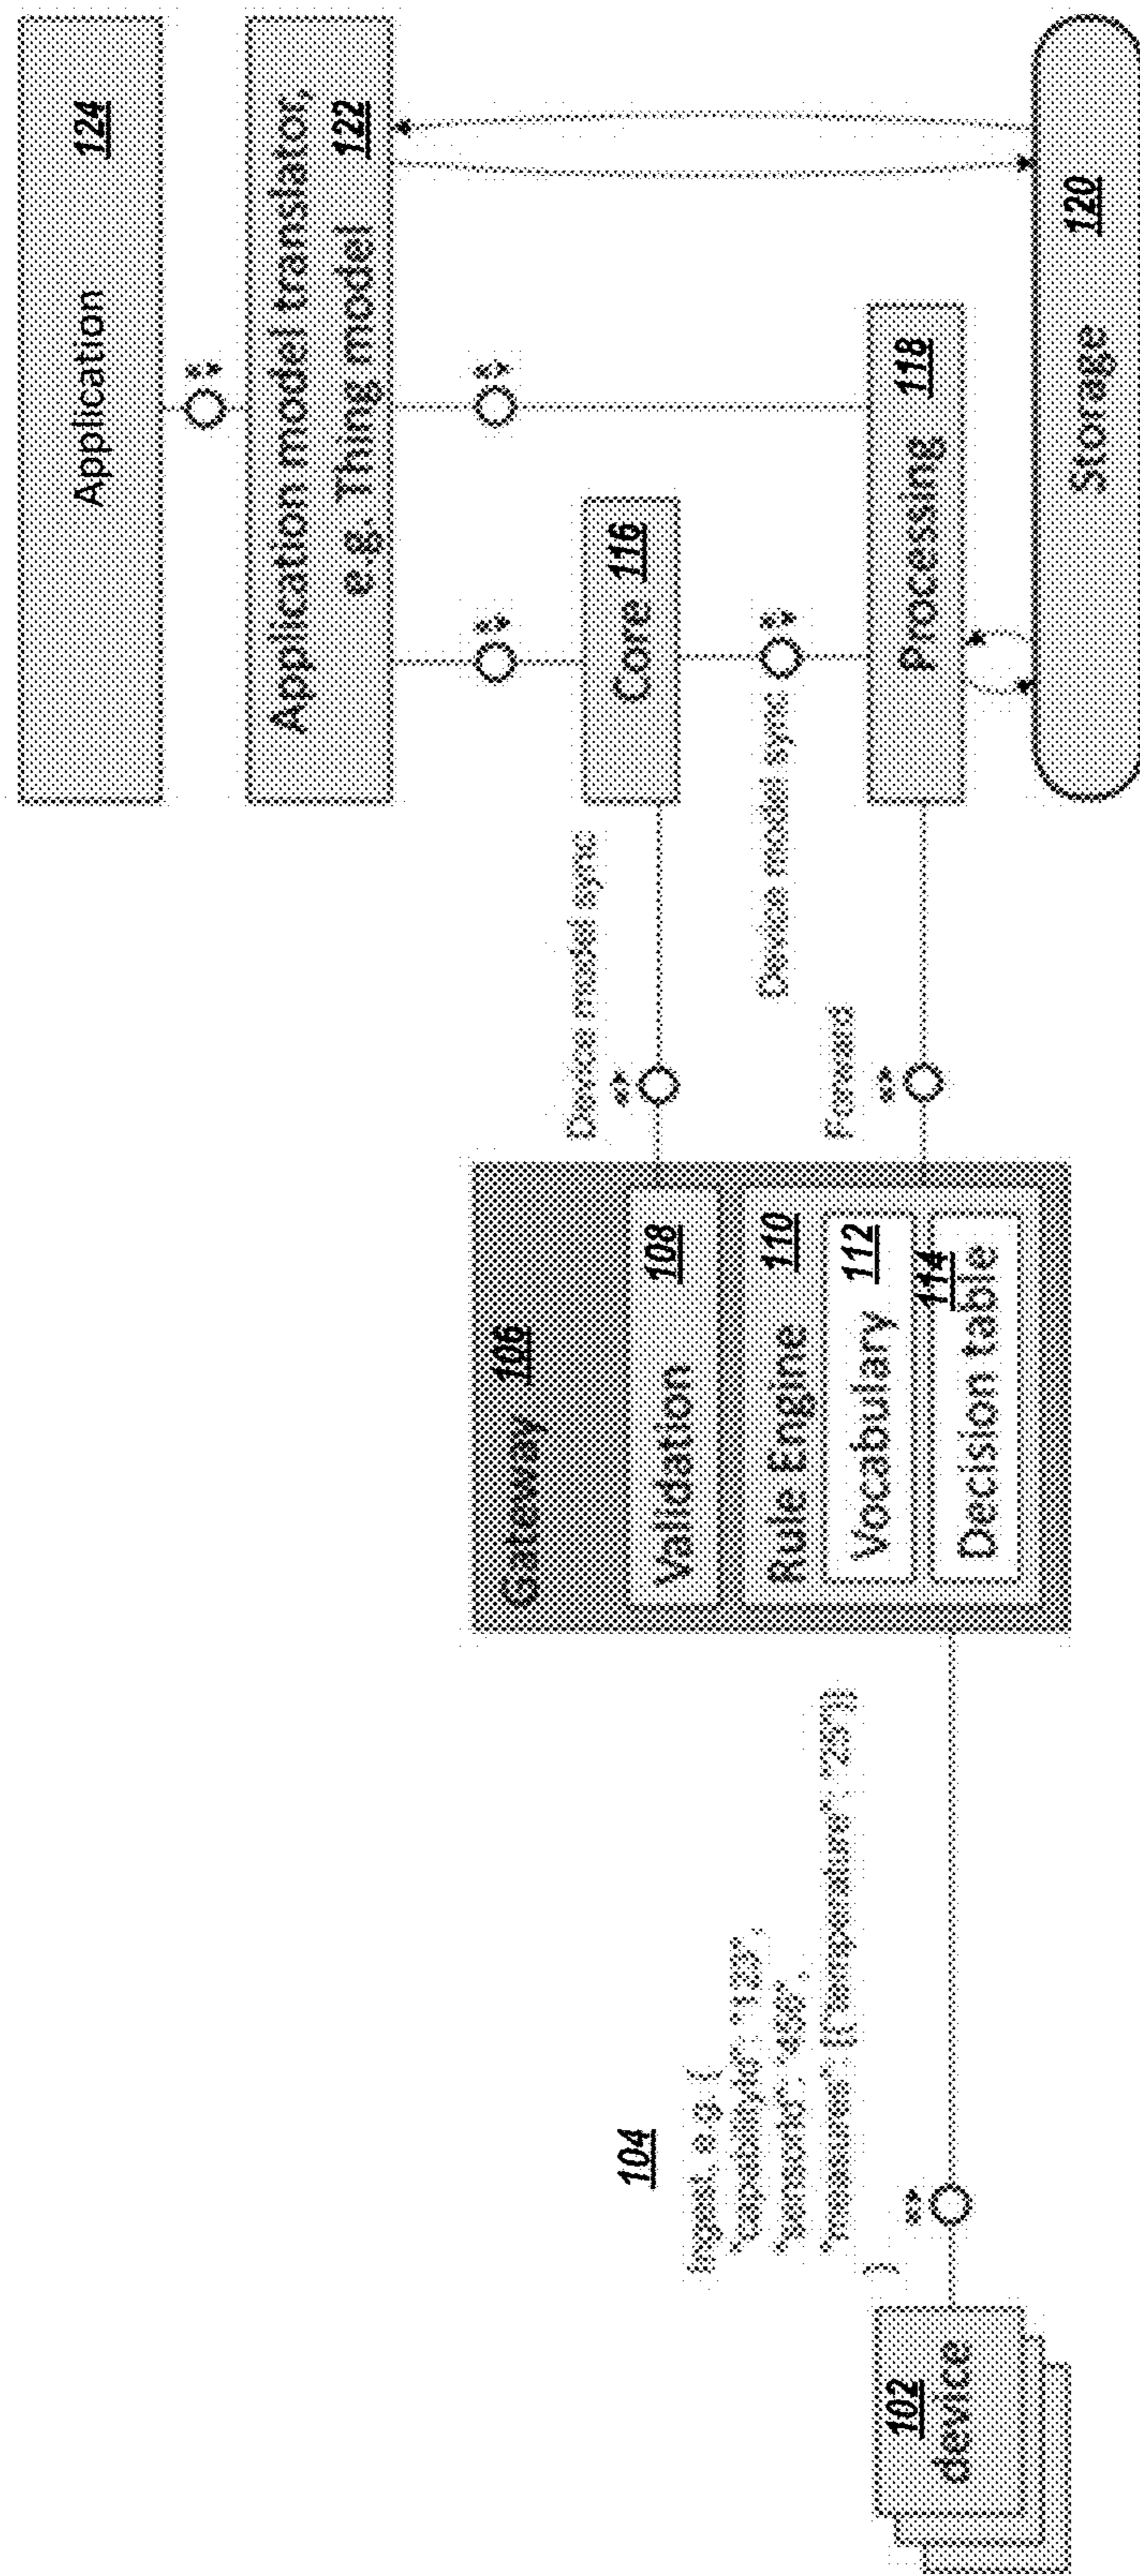 Application 124
Application model translator,
e.g. Thing model 122
Core 116
Processing 118
Storage 120
Device model sync
Device model sync
Forward
Gateway 106
Validation 108
Rule Engine 110
Vocabulary 112
114
Decision table
104
Ingest, e.g. {
}
102
device